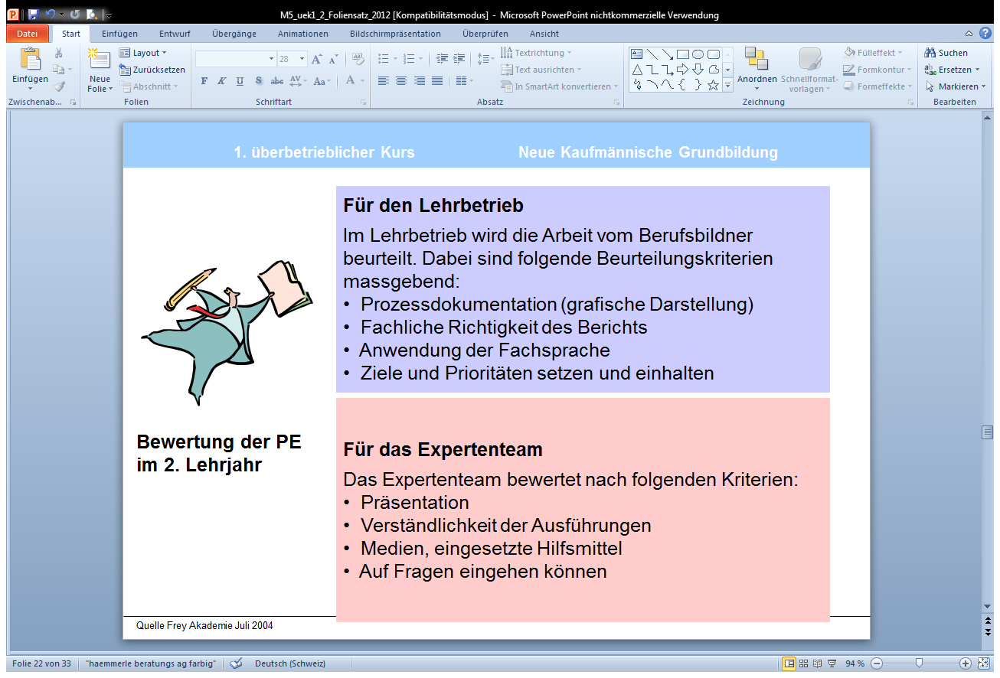 M5_uek1_2_Foliensatz_2012 [Kompatibilitätsmodus] - Microsoft PowerPoint nichtkommerzielle Verwendung
Datei Start Einfügen Entwurf Übergänge Animationen Bildschirmpräsentation Überprüfen Ansicht
Einfügen
Zwischenab...
Neue
Folie
Layout
Zurücksetzen
Abschnitt
Folien
28
F K U S abc AV Aa A
Schriftart
Textrichtung
Text ausrichten
In SmartArt konvertieren
Absatz
Anordnen
Schnellformat-
vorlagen
Fülleffekt
Formkontur
Formeffekte
Zeichnung
Suchen
Ersetzen
Markieren
Bearbeiten
1. überbetrieblicher Kurs Neue Kaufmännische Grundbildung
Für den Lehrbetrieb
Im Lehrbetrieb wird die Arbeit vom Berufsbildner
beurteilt. Dabei sind folgende Beurteilungskriterien
massgebend:
• Prozessdokumentation (grafische Darstellung)
• Fachliche Richtigkeit des Berichts
• Anwendung der Fachsprache
• Ziele und Prioritäten setzen und einhalten
Bewertung der PE
im 2. Lehrjahr
Für das Expertenteam
Das Expertenteam bewertet nach folgenden Kriterien:
• Präsentation
• Verständlichkeit der Ausführungen
• Medien, eingesetzte Hilfsmittel
• Auf Fragen eingehen können
Quelle Frey Akademie Juli 2004
Folie 22 von 33 "haemmerle beratungs ag farbig" Deutsch (Schweiz) 94 %